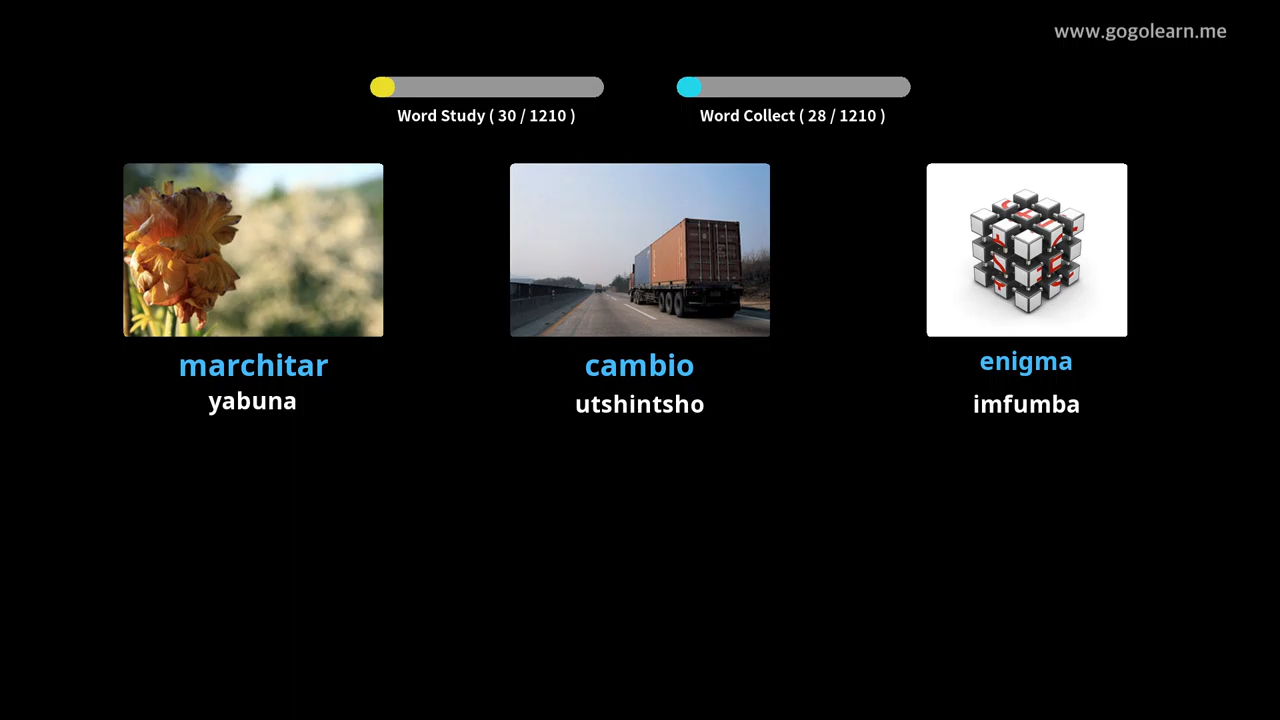 www.gogolearn.me
Word Study ( 30 / 1210 )
Word Collect ( 28 / 1210 )
marchitar
yabuna
cambio
utshintsho
enigma
imfumba